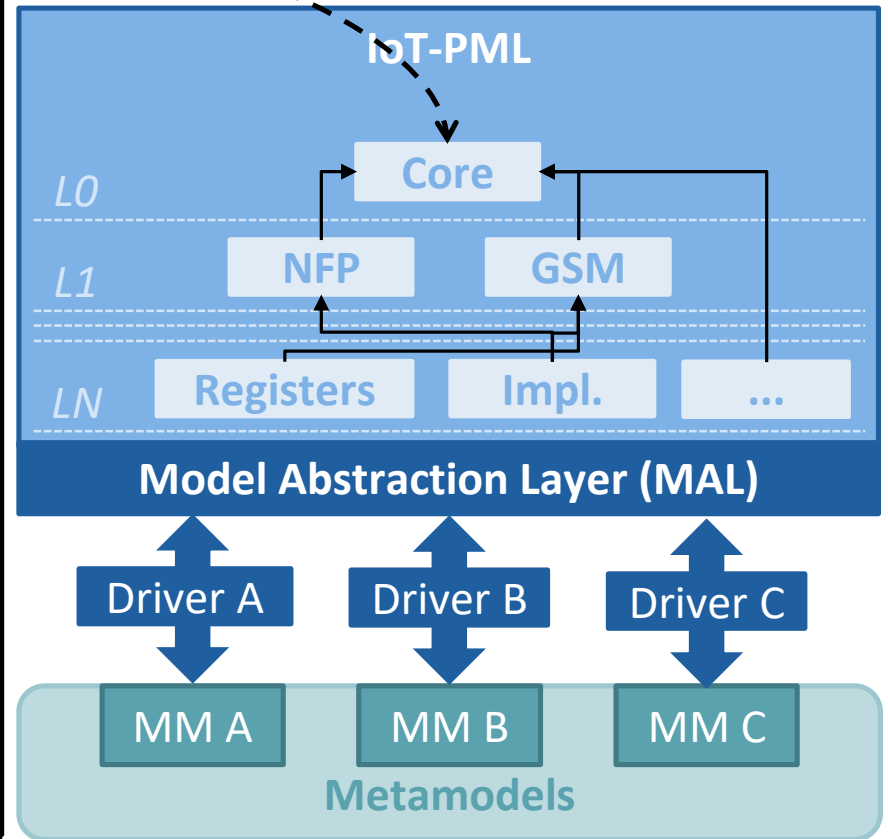 IoT-PML
Core
L0
NFP GSM
L1
Registers Impl. ...
LN
Model Abstraction Layer (MAL)
Driver A Driver B Driver C
MM A MM B MM C
Metamodels